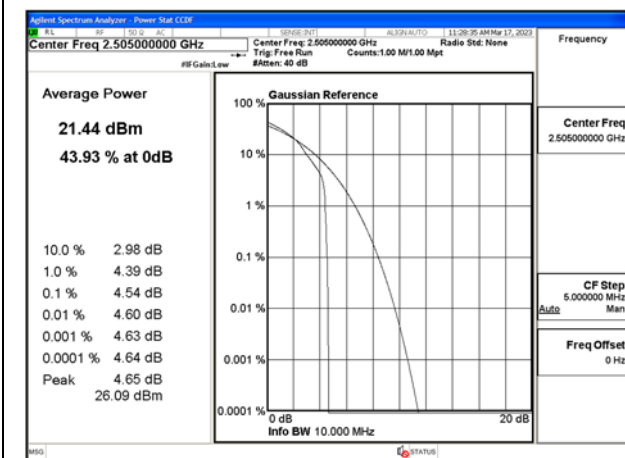 Agilent Spectrum Analyzer - Power Stat CCDF
RL RF 50 Ω AC SENSE:INT ALIGNAUTO 11:29:35 AM Mar 17, 2023
Center Freq 2.505000000 GHz
Center Freq: 2.505000000 GHz Radio Std: None
Trig: Free Run Counts:1.00 M/1.00 Mpt
#IFGain:Low #Atten: 40 dB
Frequency
Average Power
21.44 dBm
43.93 % at 0dB
10.0 % 2.98 dB
1.0 % 4.39 dB
0.1 % 4.54 dB
0.01 % 4.60 dB
0.001 % 4.63 dB
0.0001 % 4.64 dB
Peak 4.65 dB
26.09 dBm
Gaussian Reference
100 %
10 %
1 %
0.1 %
0.01 %
0.001 %
0.0001 %
0 dB 20 dB
Info BW 10.000 MHz
Center Freq
2.505000000 GHz
CF Step
5.000000 MHz
Auto Man
Freq Offset
0 Hz
MSG STATUS